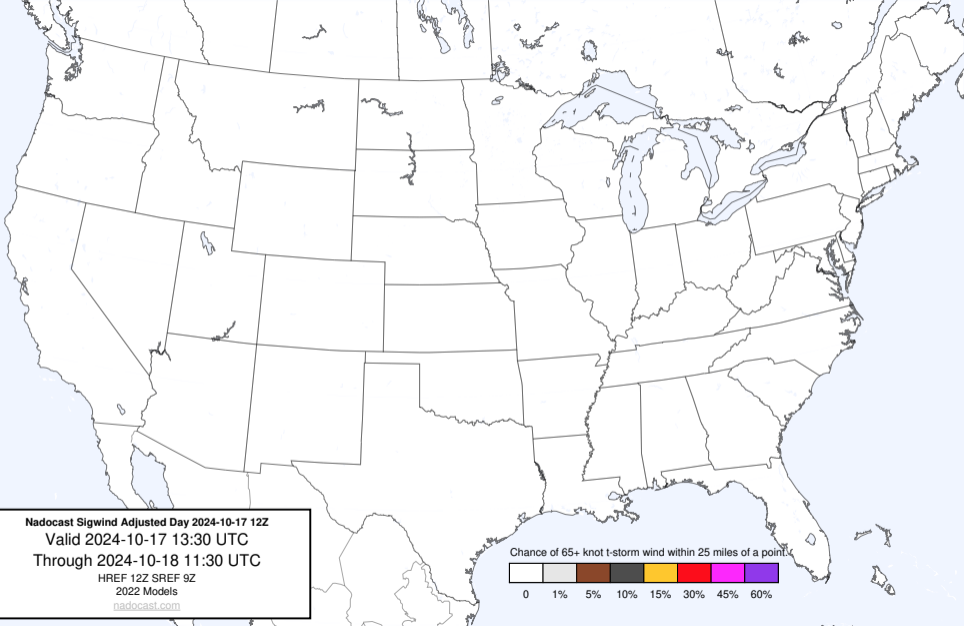 Nadocast Sigwind Adjusted Day 2024-10-17 12Z
Valid 2024-10-17 13:30 UTC
Through 2024-10-18 11:30 UTC
HREF 12Z SREF 9Z
2022 Models
nadocast.com
Chance of 65+ knot t-storm wind within 25 miles of a point.
0 1% 5% 10% 15% 30% 45% 60%